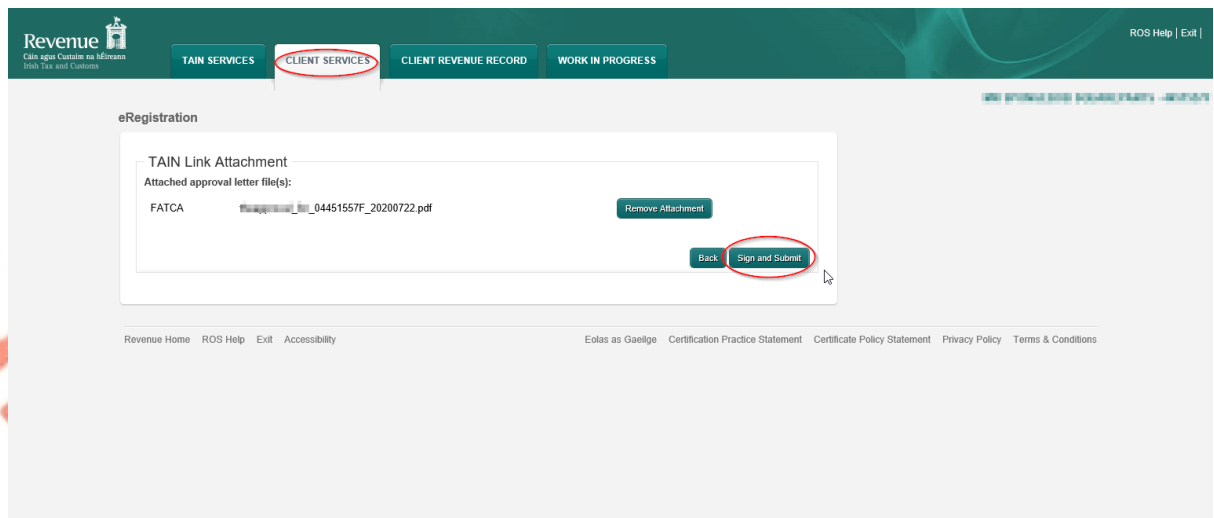 Revenue
Cáin agus Custaim na hÉireann
Irish Tax and Customs
TAIN SERVICES
CLIENT SERVICES
CLIENT REVENUE RECORD
WORK IN PROGRESS
ROS Help | Exit |
eRegistration
TAIN Link Attachment
Attached approval letter file(s):
FATCA _04451557F_20200722.pdf Remove Attachment
Back Sign and Submit
Revenue Home ROS Help Exit Accessibility Eolas as Gaeilge Certification Practice Statement Certificate Policy Statement Privacy Policy Terms & Conditions